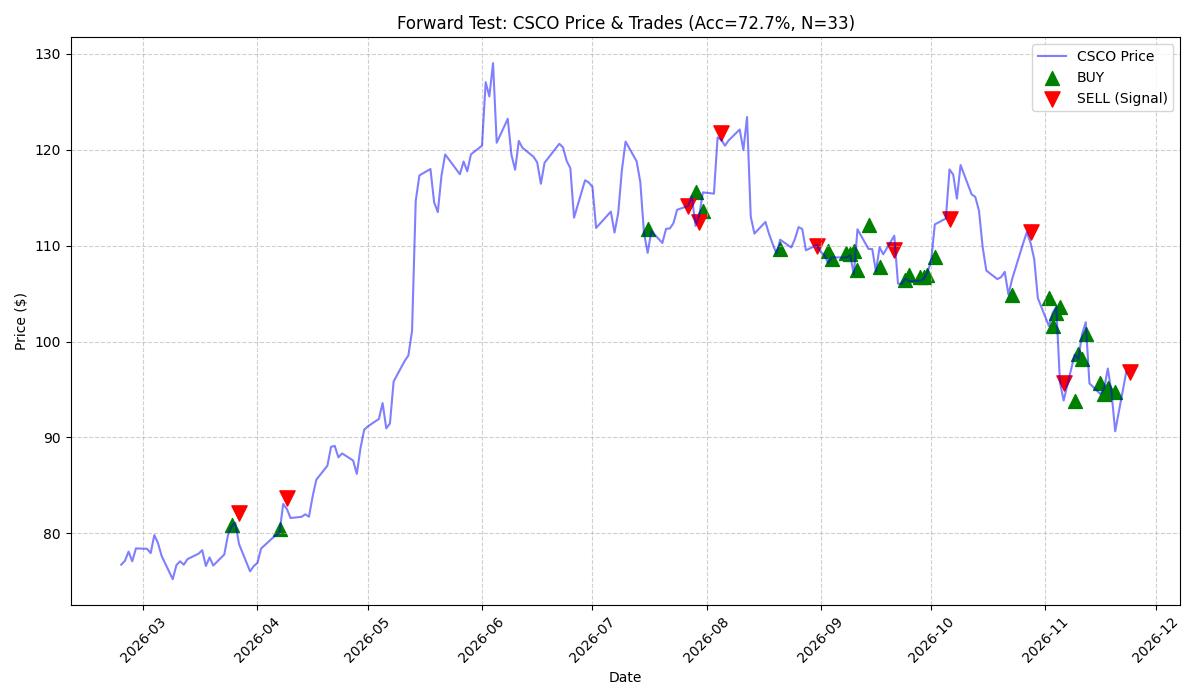 Forward Test: CSCO Price & Trades (Acc=72.7%, N=33)
CSCO Price
BUY
SELL (Signal)
Price ($)
130
120
110
100
90
80
2026-03
2026-04
2026-05
2026-06
2026-07
2026-08
2026-09
2026-10
2026-11
2026-12
Date